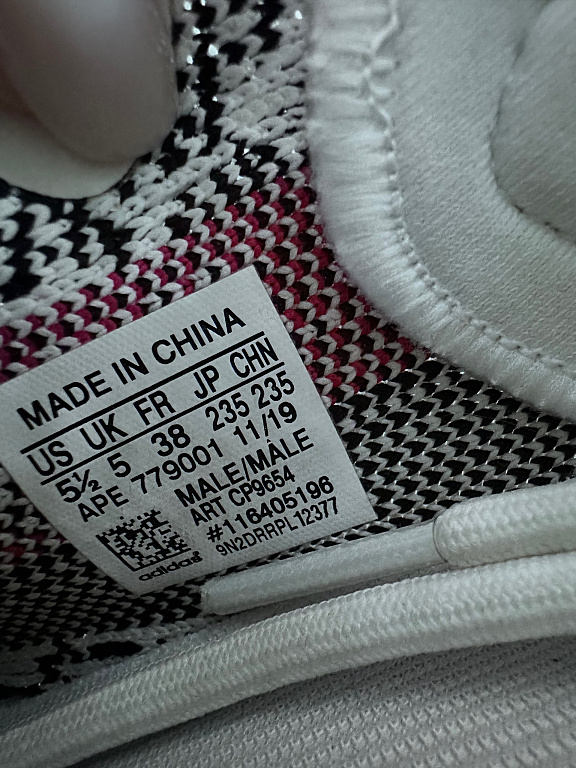 MADE IN CHINA
US UK FR JP CHN
5½ 5 38 235 235
APE 779001 11/19
MALE/MÂLE
ART CP9654
#116405196
9N2DRRPL12377
adidas